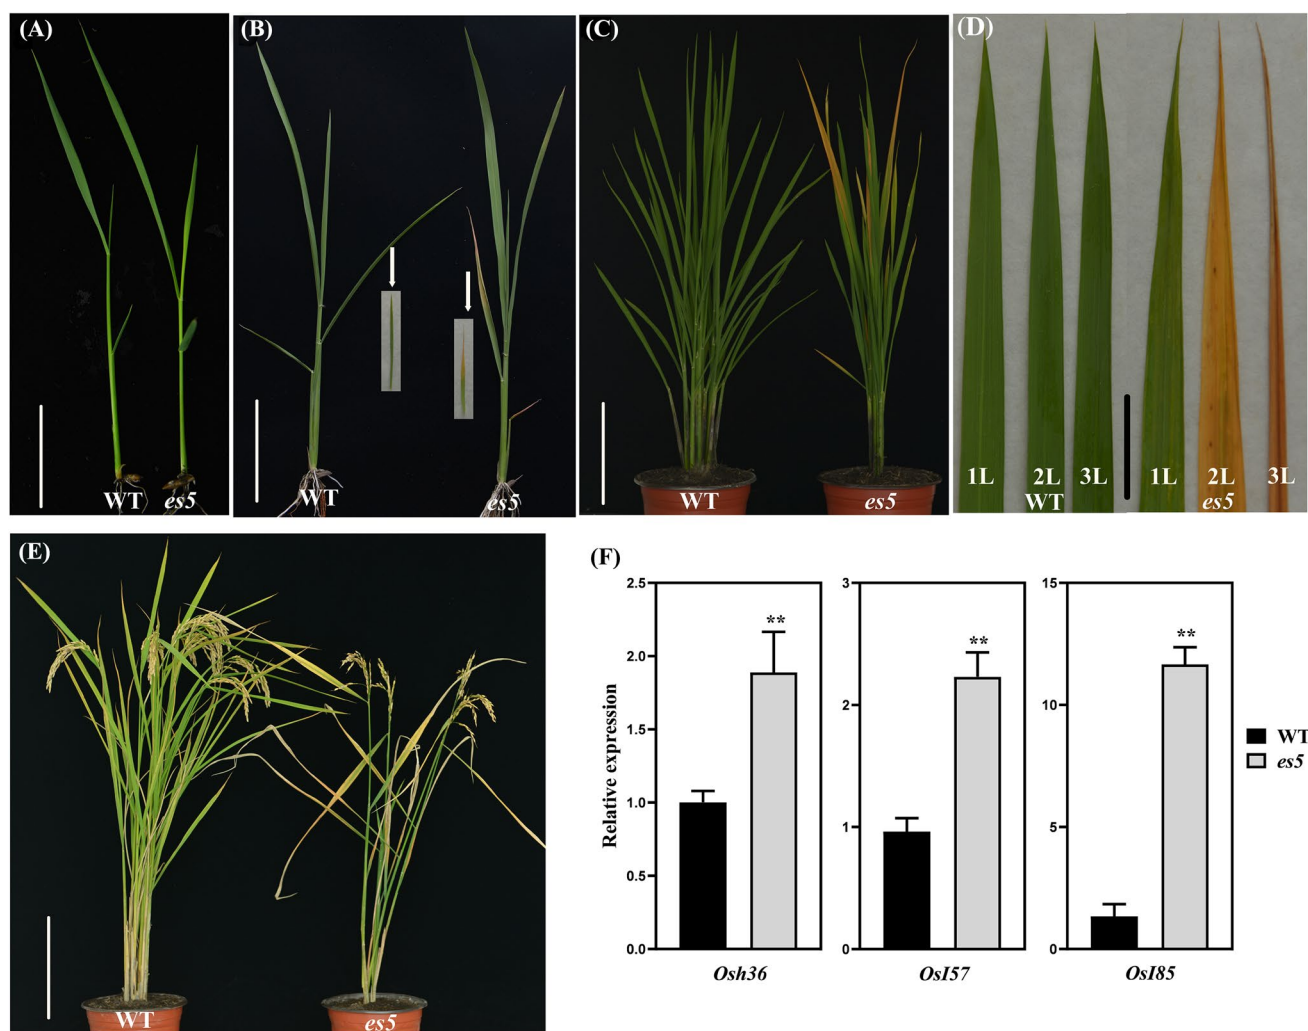 (A)
WT es5
(B)
WT es5
(C)
WT es5
(D)
1L 2L 3L 1L 2L 3L
WT es5
(E)
WT es5
(F)
Relative expression
2.5
2.0
1.5
1.0
0.5
0.0
**
Osh36
3
2
1
0
**
OsI57
15
10
5
0
**
OsI85
WT
es5